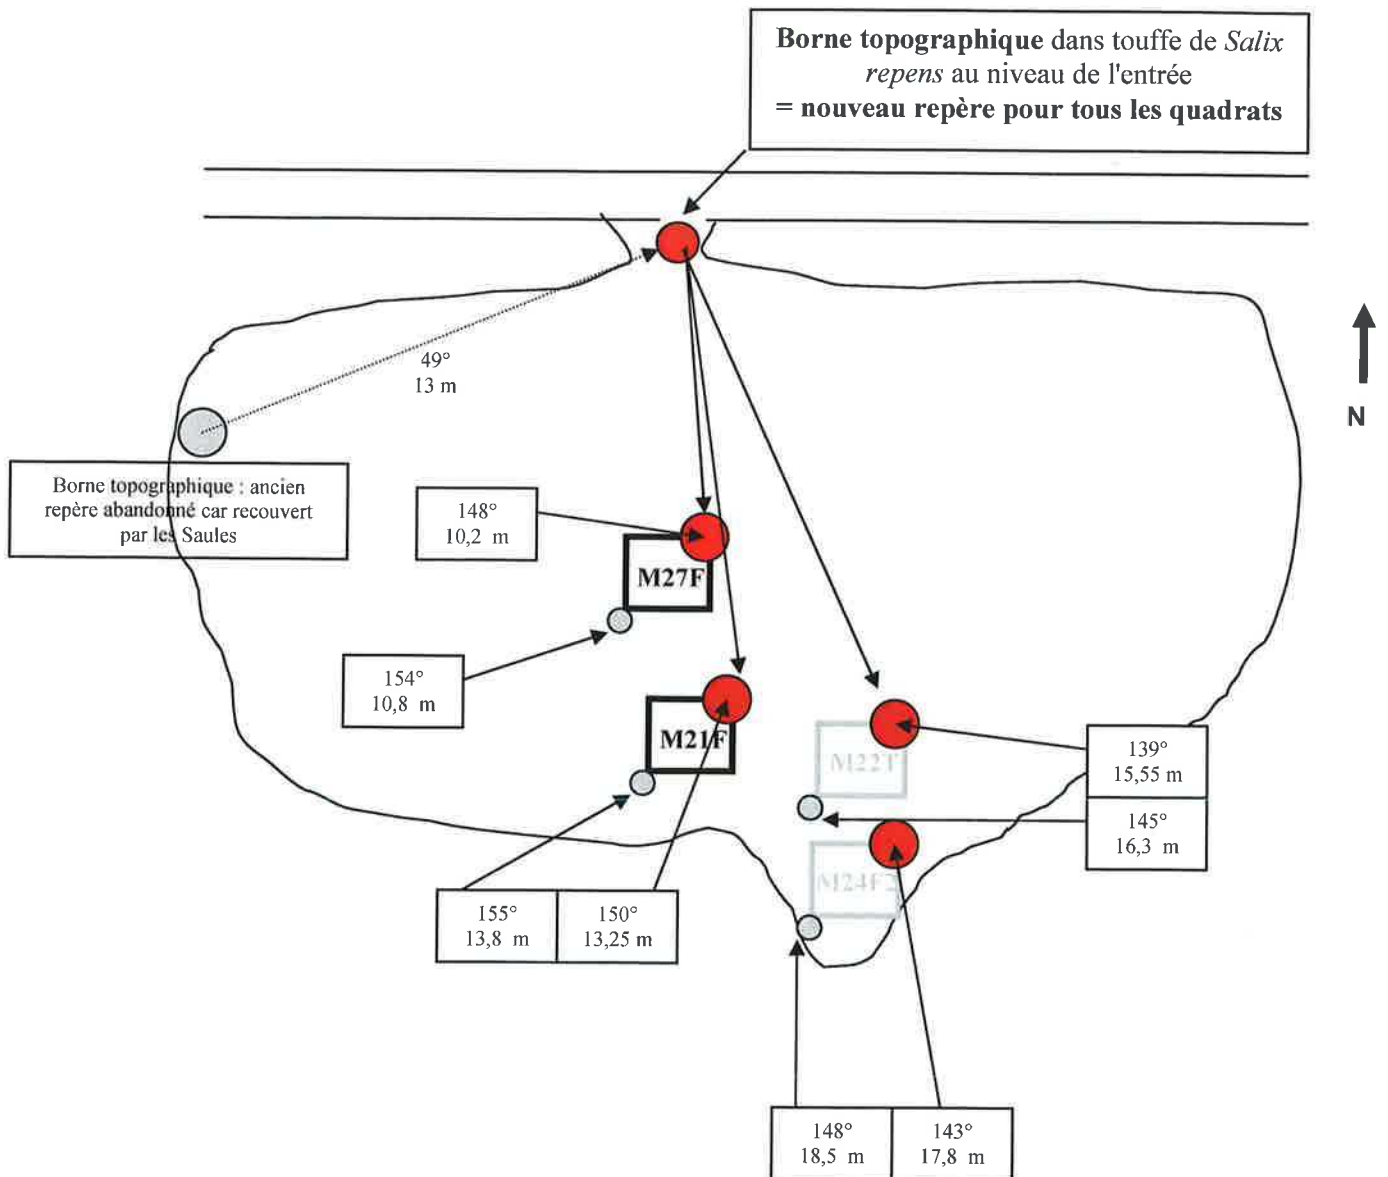 Borne topographique dans touffe de Salix
repens au niveau de l'entrée
= nouveau repère pour tous les quadrats
49°
13 m
N
Borne topographique : ancien
repère abandonné car recouvert
par les Saules
148°
10,2 m
M27F
154°
10,8 m
M21F
M22F
139°
15,55 m
145°
16,3 m
M24F2
155°
13,8 m
150°
13,25 m
148°
18,5 m
143°
17,8 m